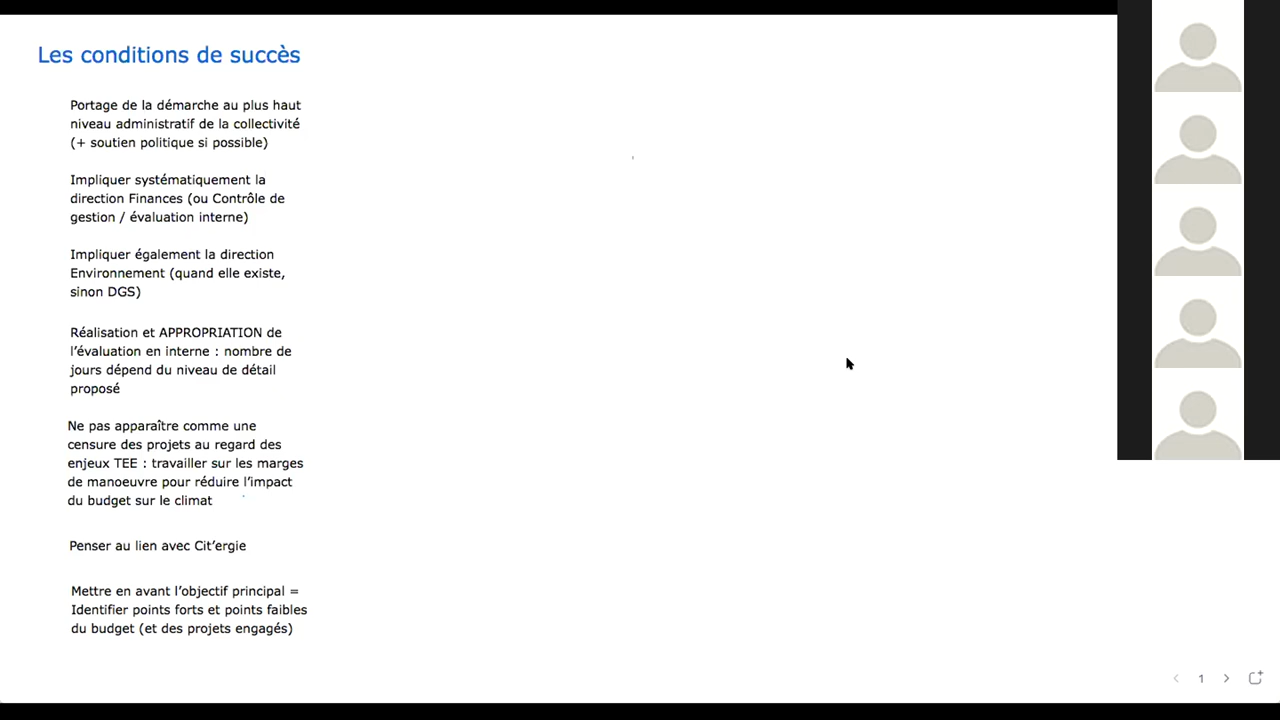 Les conditions de succès
Portage de la démarche au plus haut
niveau administratif de la collectivité
(+ soutien politique si possible)
Impliquer systématiquement la
direction Finances (ou Contrôle de
gestion / évaluation interne)
Impliquer également la direction
Environnement (quand elle existe,
sinon DGS)
Réalisation et APPROPRIATION de
l'évaluation en interne : nombre de
jours dépend du niveau de détail
proposé
Ne pas apparaître comme une
censure des projets au regard des
enjeux TEE : travailler sur les marges
de manoeuvre pour réduire l'impact
du budget sur le climat
Penser au lien avec Cit'ergie
Mettre en avant l'objectif principal =
Identifier points forts et points faibles
du budget (et des projets engagés)
1